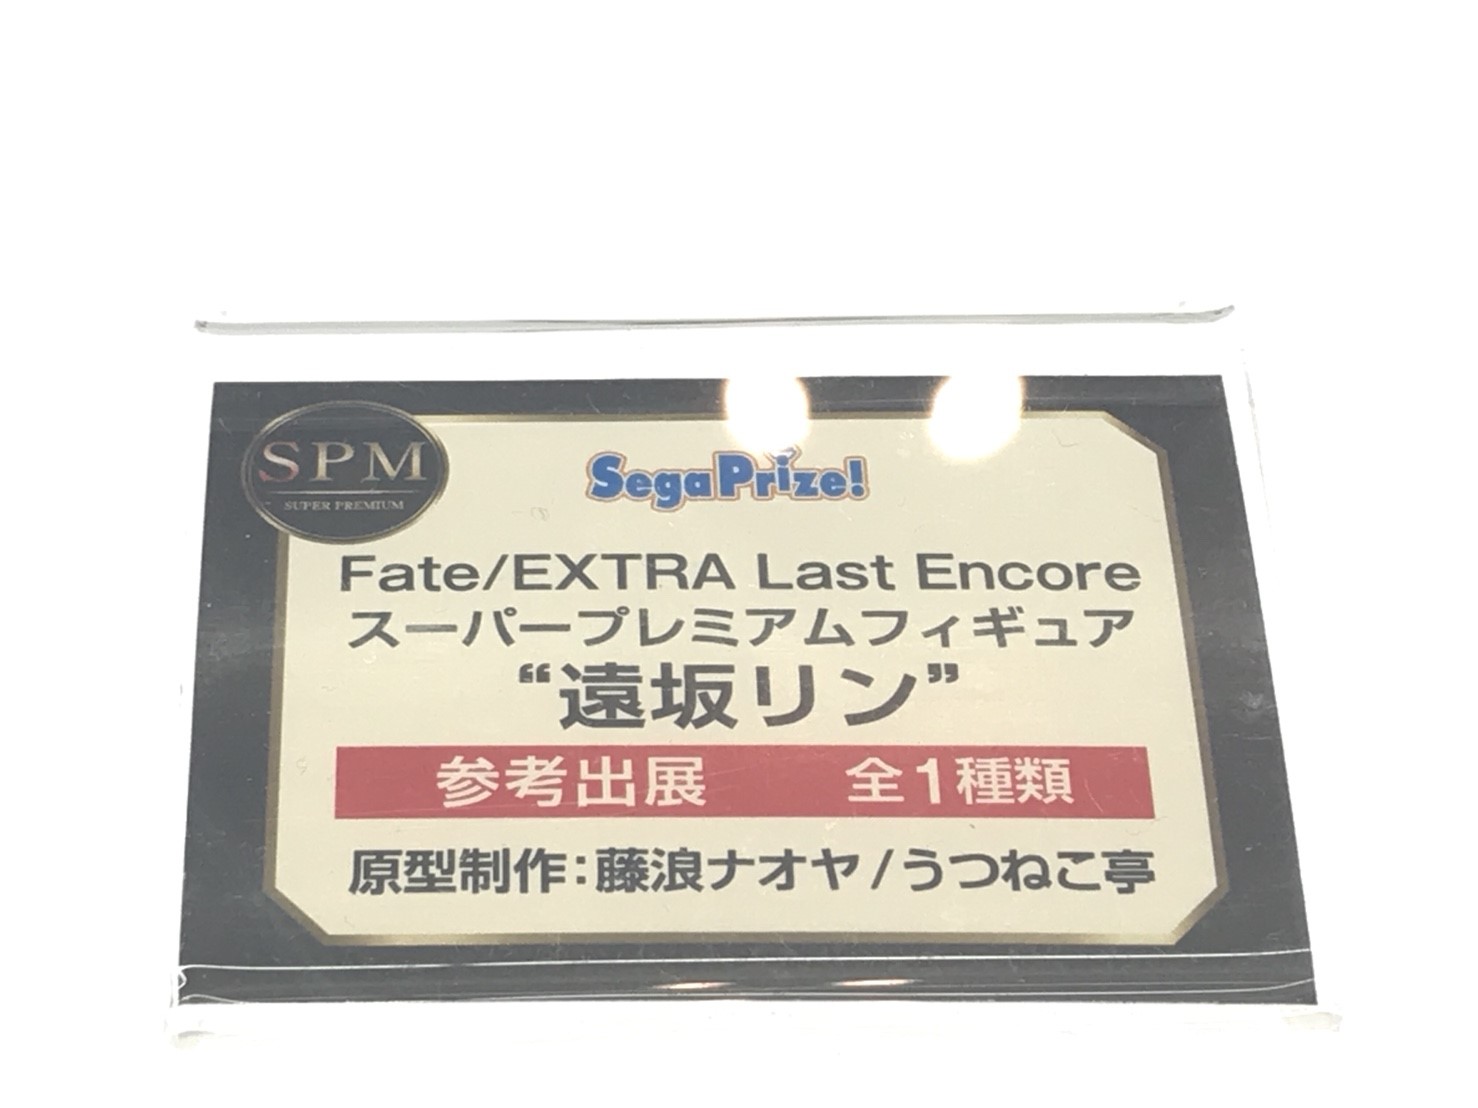 SPM
SUPER PREMIUM
SegaPrize!
Fate/EXTRA Last Encore
スーパープレミアムフィギュア
“遠坂リン”
参考出展 全1種類
原型制作：藤浪ナオヤ/うつねこ亭